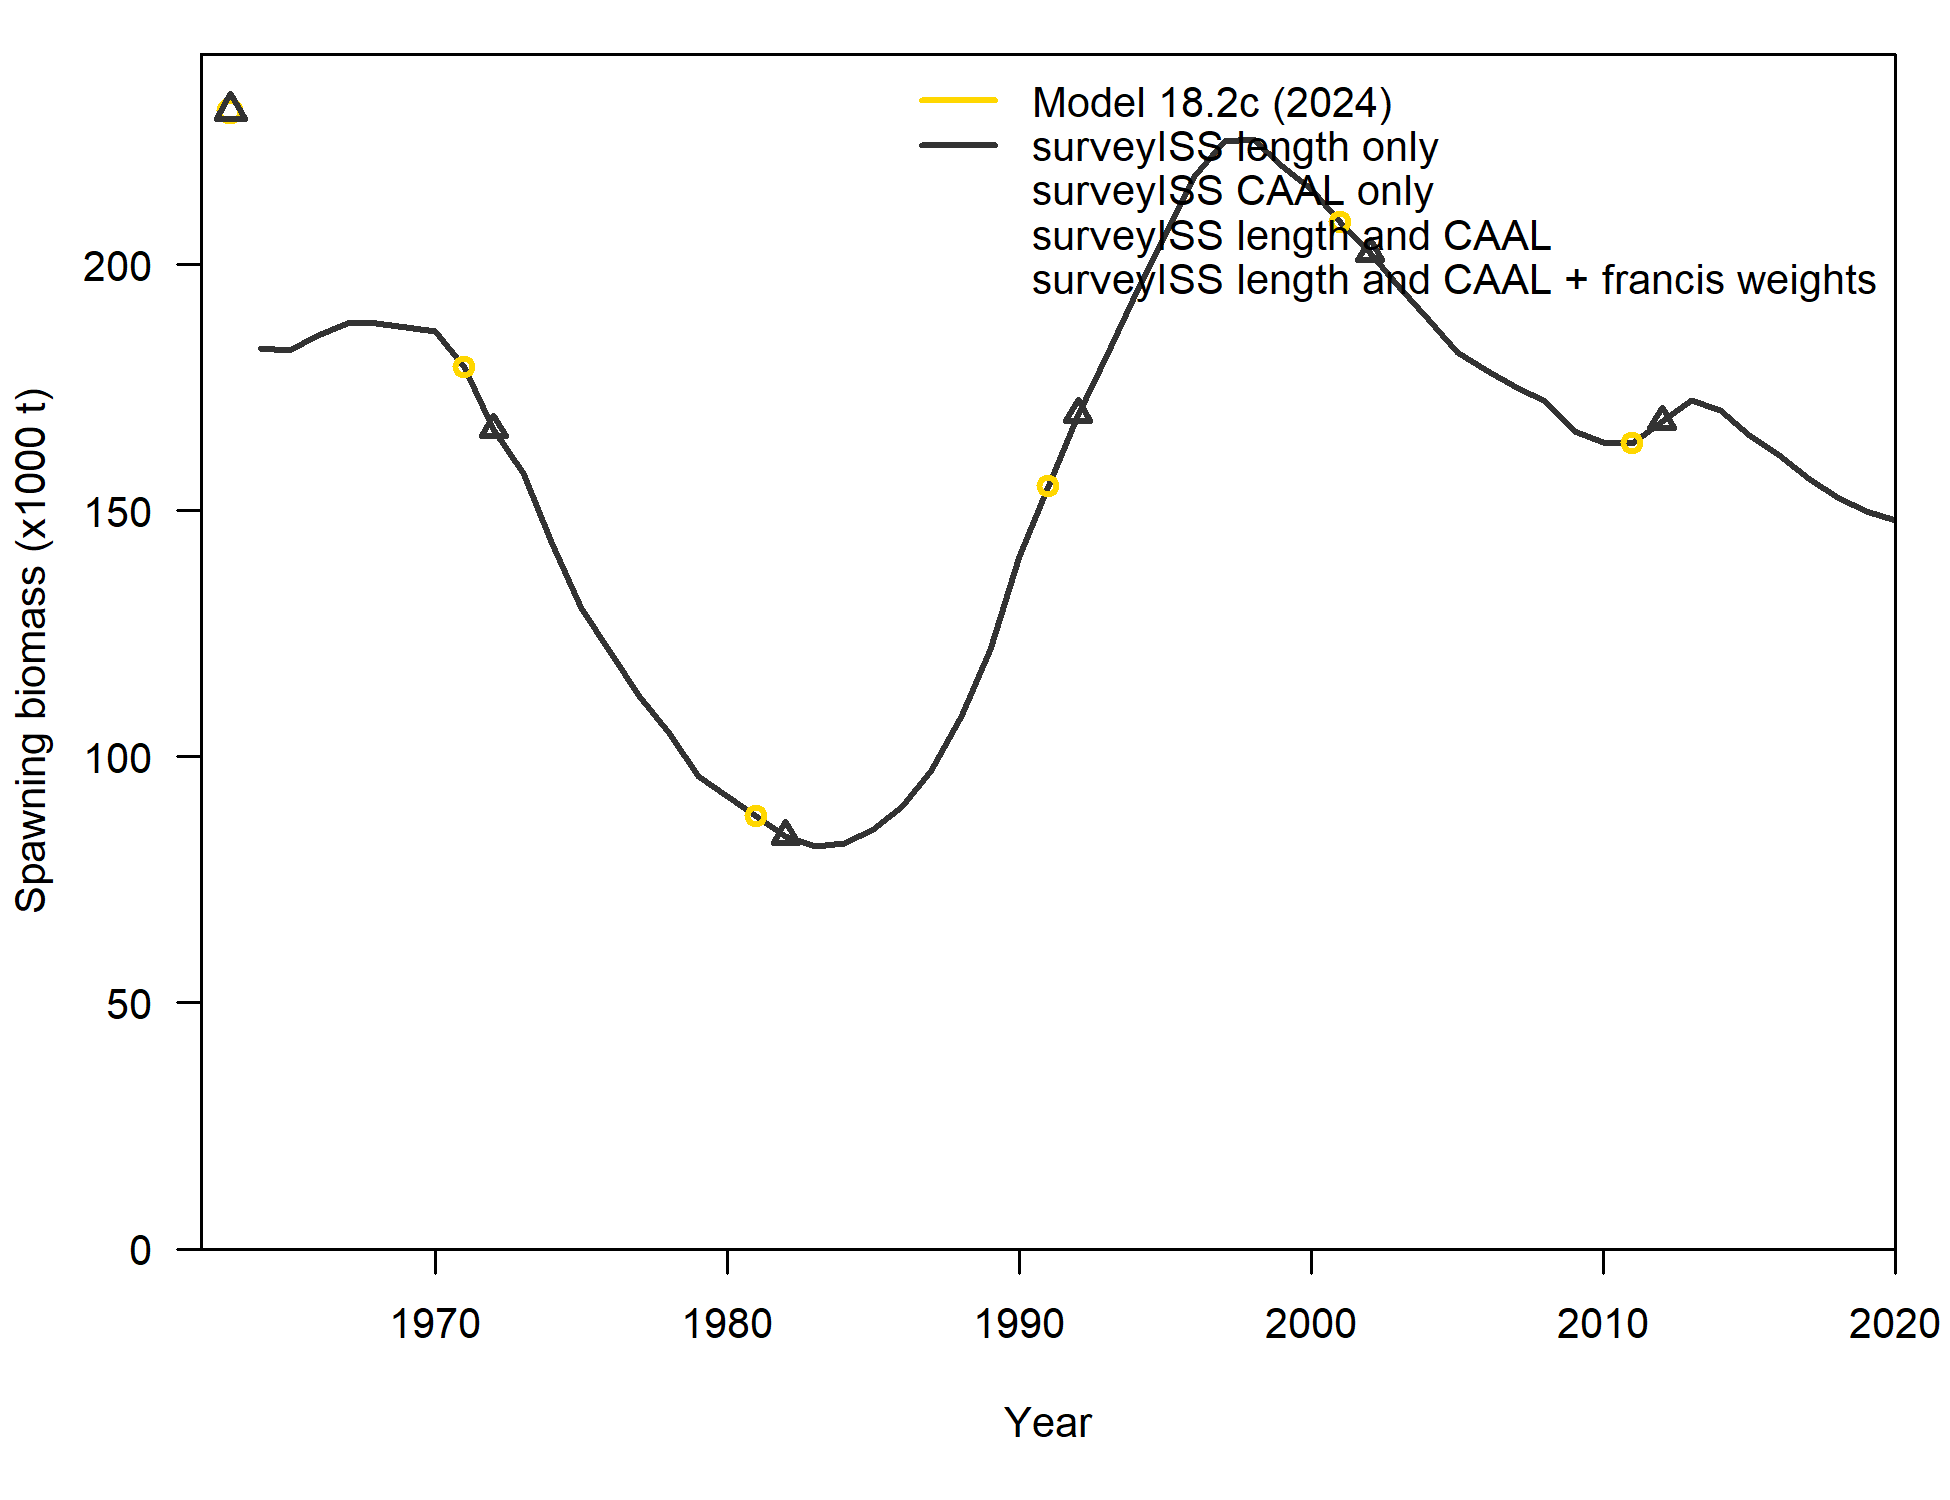 Model 18.2c (2024)
surveyISS length only
surveyISS CAAL only
surveyISS length and CAAL
surveyISS length and CAAL + francis weights
Spawning biomass (x1000 t)
200
150
100
50
0
1970 1980 1990 2000 2010 2020
Year